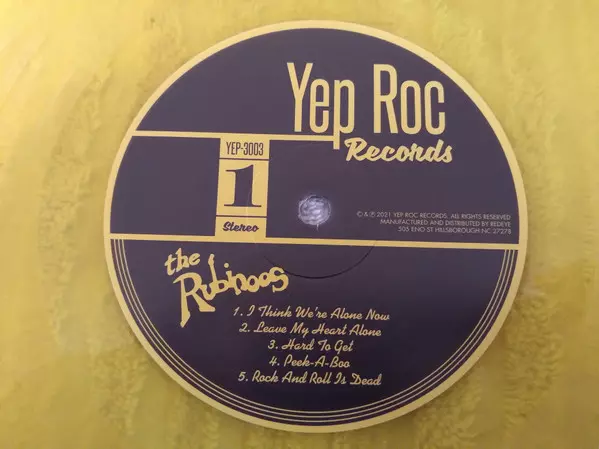 Yep Roc
Records
YEP-3003
1
Stereo
© & ℗ 2021 YEP ROC RECORDS. ALL RIGHTS RESERVED
MANUFACTURED AND DISTRIBUTED BY REDEYE
505 ENO ST HILLSBOROUGH NC 27278
the
Rubinoos
1. I Think We're Alone Now
2. Leave My Heart Alone
3. Hard To Get
4. Peek-A-Boo
5. Rock And Roll Is Dead